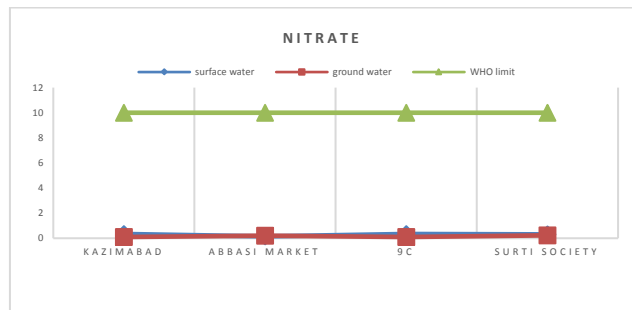 NITRATE
surface water ground water WHO limit
12
10
8
6
4
2
0
KAZIMABAD ABBASI MARKET 9C SURTI SOCIETY